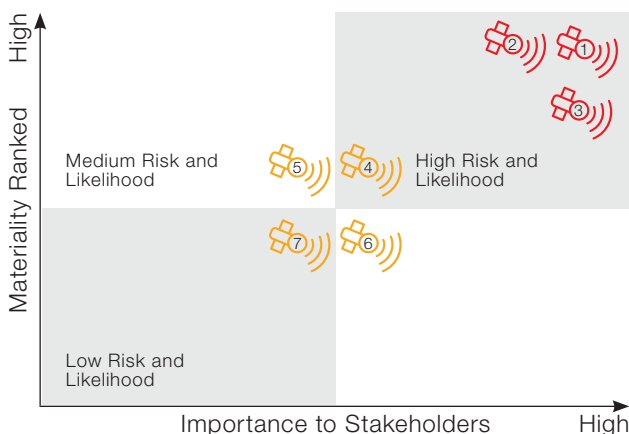 High
Materiality Ranked
2
1
3
Medium Risk and
Likelihood
5
4
High Risk and
Likelihood
7
6
Low Risk and
Likelihood
Importance to Stakeholders
High